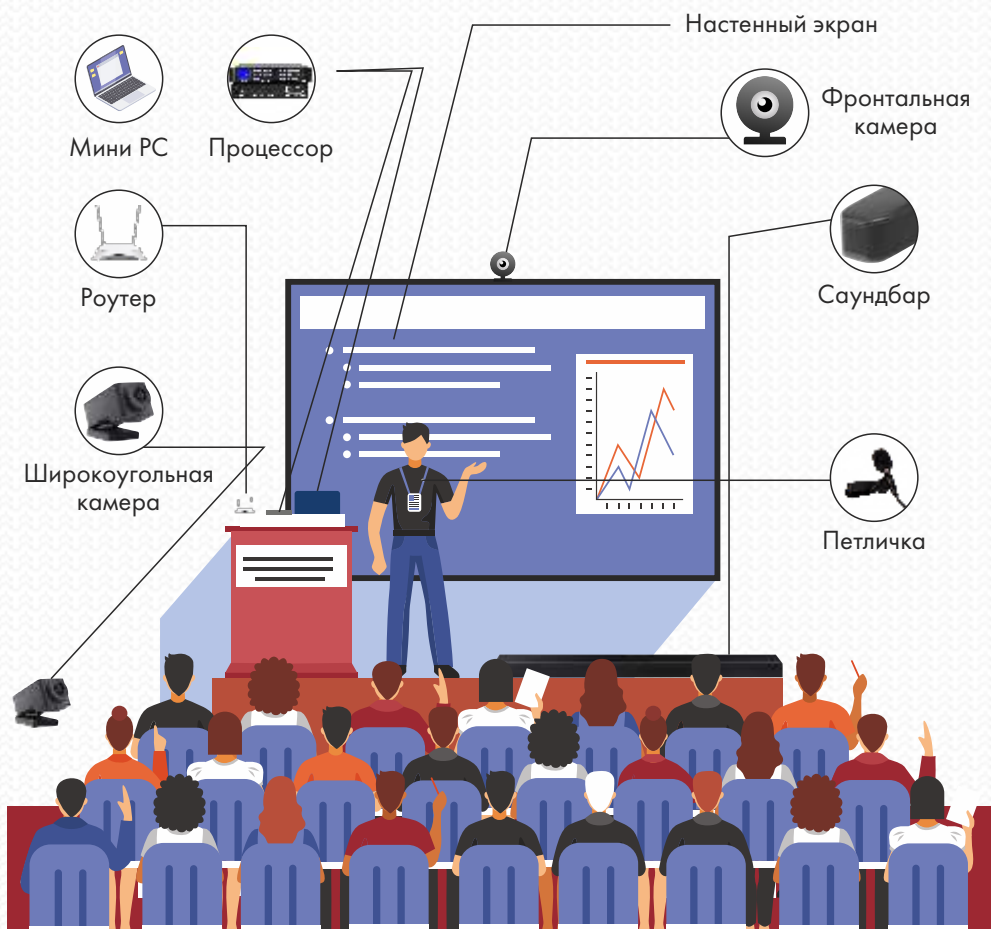 Настенный экран
Мини PC
Процессор
Фронтальная
камера
Роутер
Саундбар
Широкоугольная
камера
Петличка